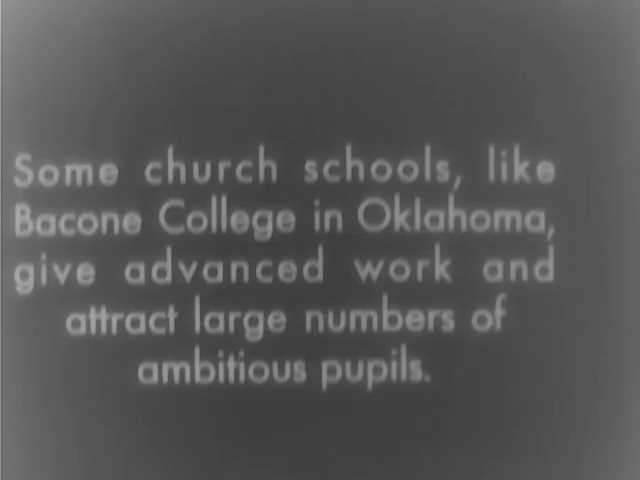 Some church schools, like
Bacone College in Oklahoma,
give advanced work and
attract large numbers of
ambitious pupils.